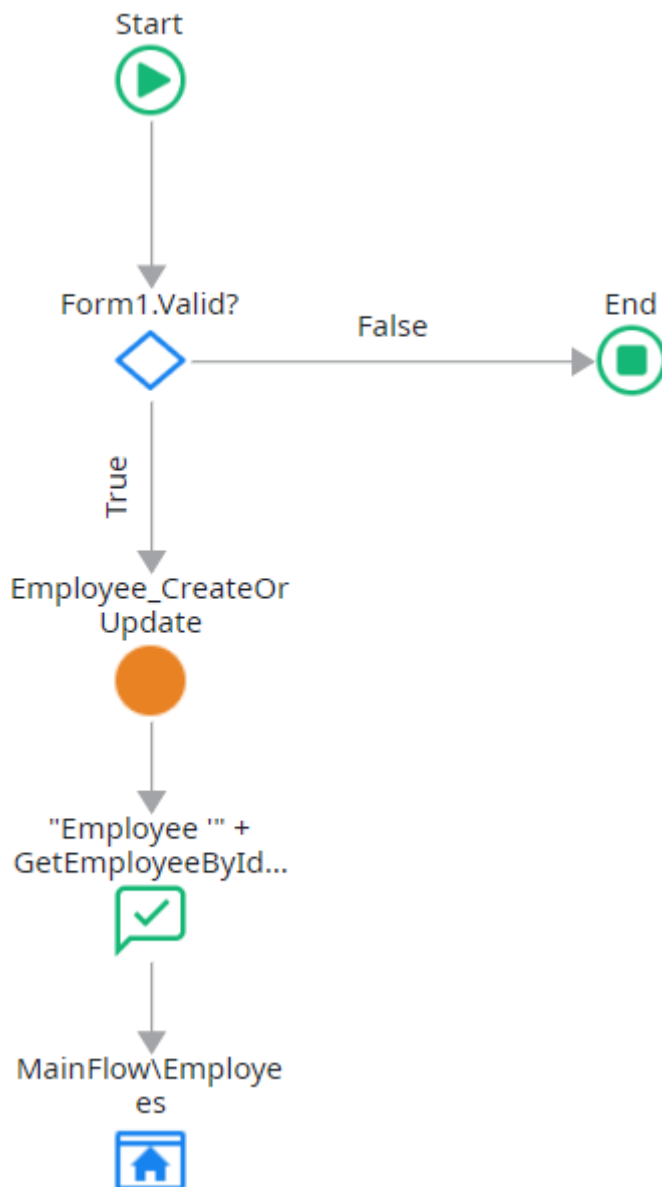 Start
Form1.Valid?
False
End
True
Employee_CreateOr
Update
"Employee '" +
GetEmployeeById...
MainFlow\Employe
es